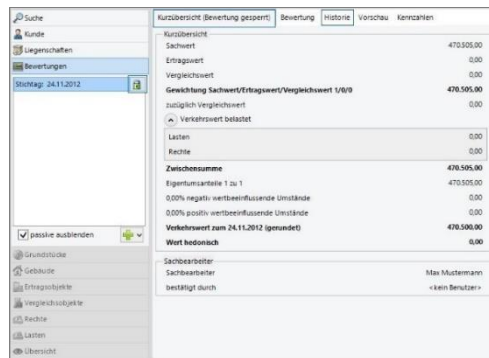 Suche
Kunde
Liegenschaften
Bewertungen
Stichtag: 24.11.2012
passive ausblenden
Grundstücke
Gebäude
Ertragsobjekte
Vergleichsobjekte
Rechte
Lasten
Übersicht
Kurzübersicht (Bewertung gesperrt) Bewertung Historie Vorschau Kennzahlen
Kurzübersicht
Sachwert 470.505,00
Ertragswert 0,00
Vergleichswert 0,00
Gewichtung Sachwert/Ertragswert/Vergleichswert 1/0/0 470.505,00
zuzüglich Vergleichswert 0,00
Verkehrswert belastet
Lasten 0,00
Rechte 0,00
Zwischensumme 470.505,00
Eigentumsanteile 1 zu 1 470.505,00
0,00% negativ wertbeeinflussende Umstände 0,00
0,00% positiv wertbeeinflussende Umstände 0,00
Verkehrswert zum 24.11.2012 (gerundet) 470.500,00
Wert hedonisch 0,00
Sachbearbeiter
Sachbearbeiter Max Mustermann
bestätigt durch <kein Benutzer>